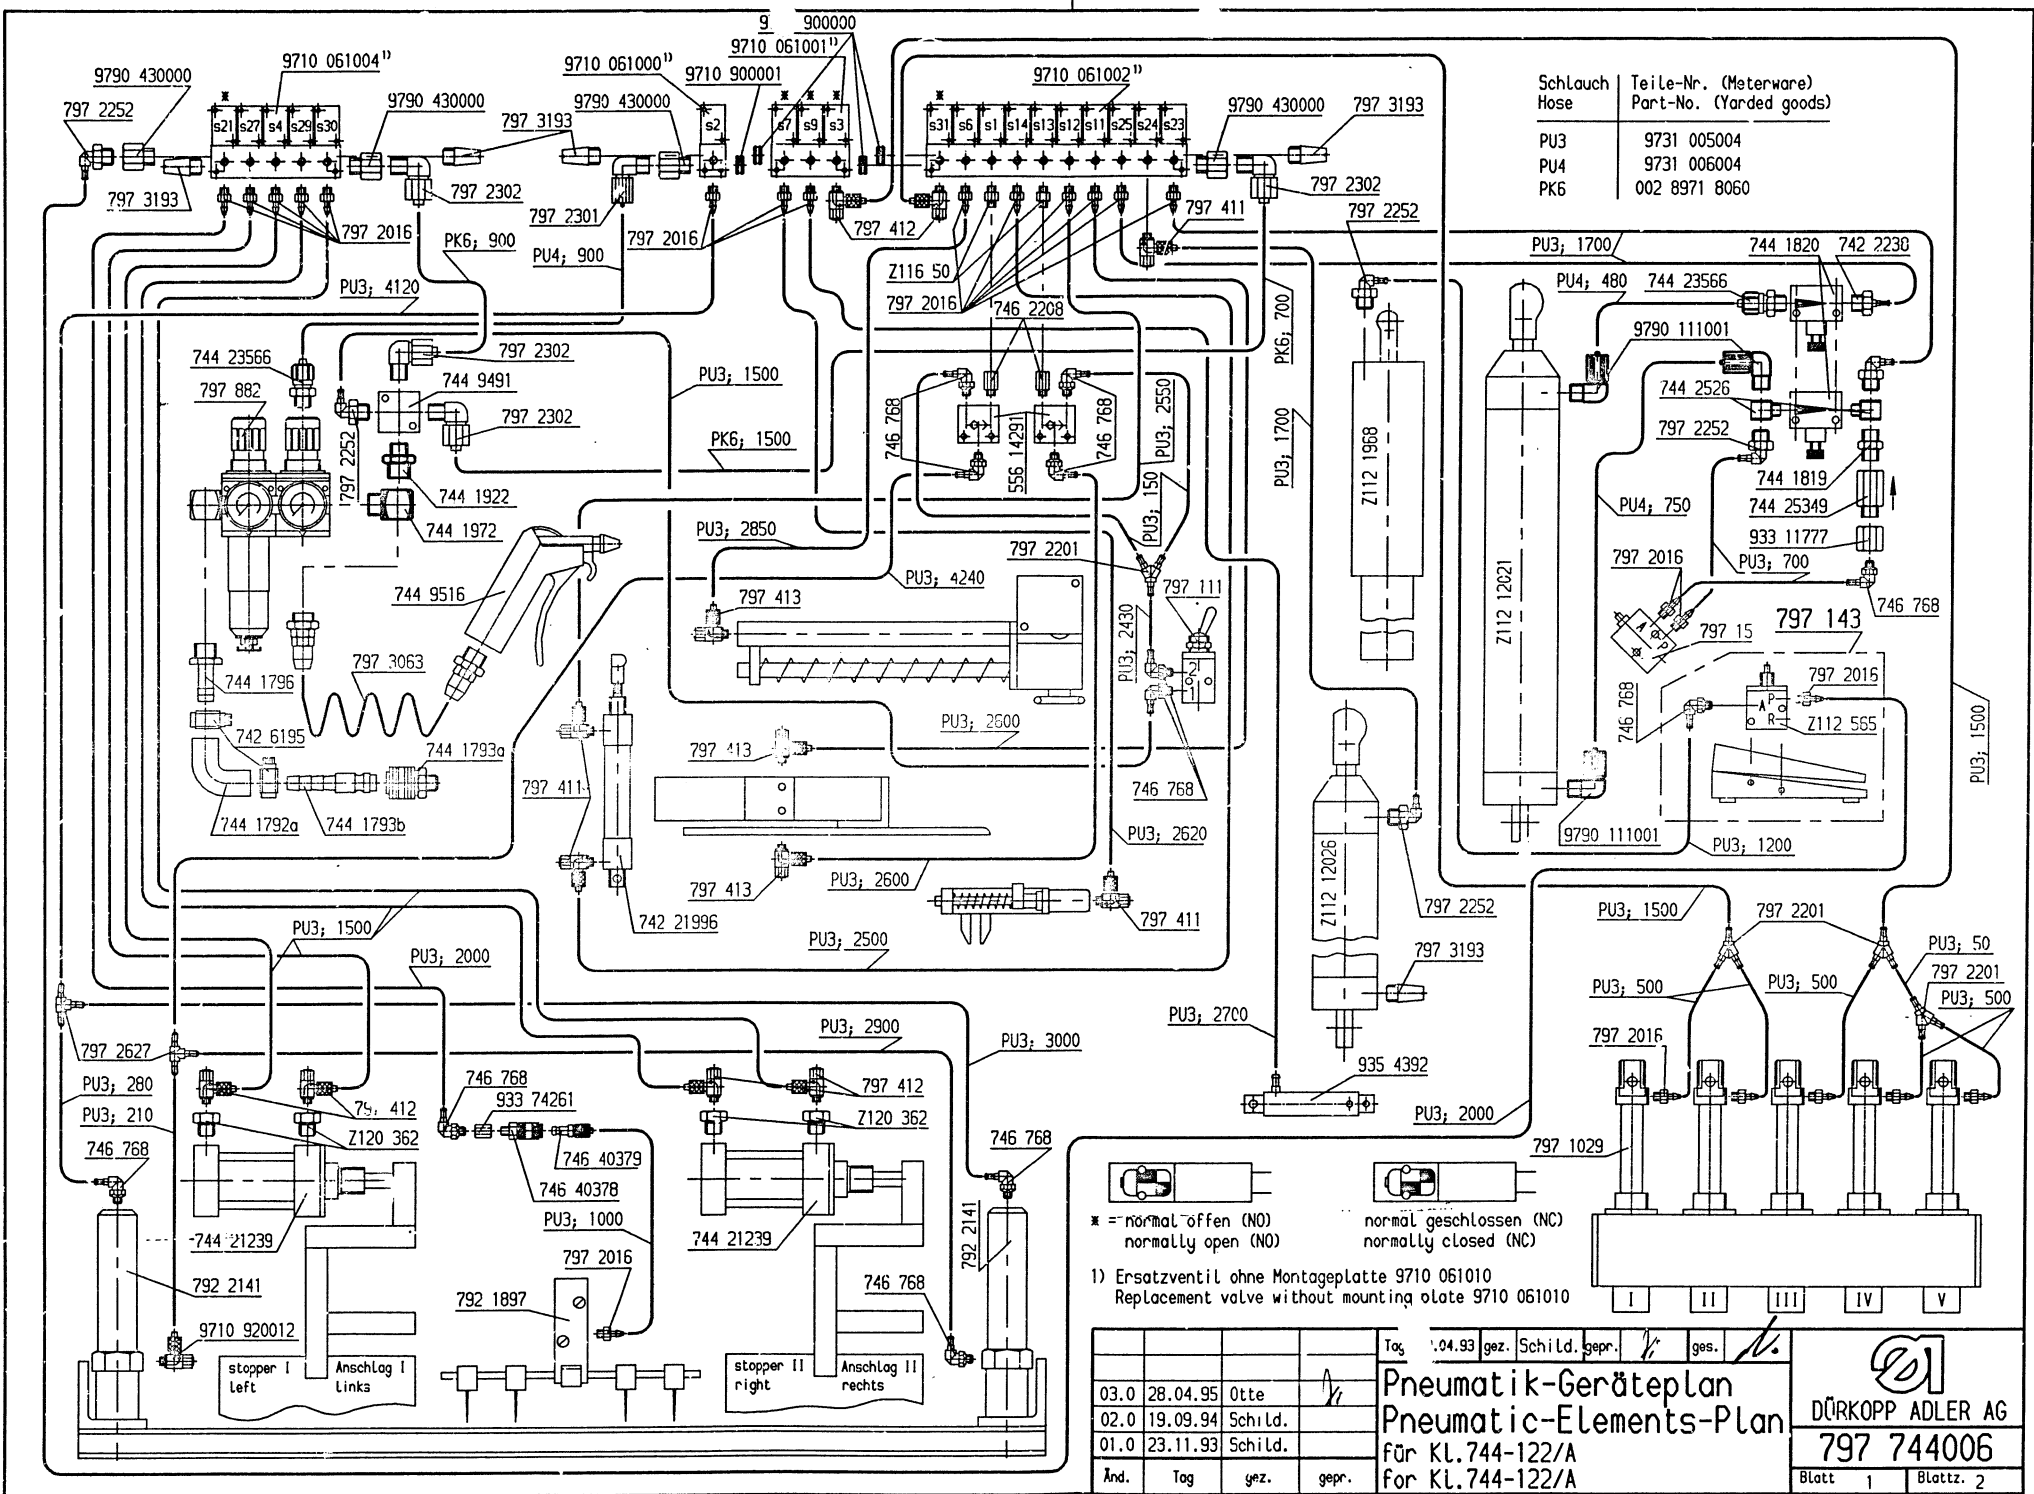 900000
9710 061001¹⁾
9710 061004¹⁾
9710 061000¹⁾
9710 900001
9710 061002¹⁾
9790 430000
797 2252
9790 430000
9790 430000
797 3193
9790 430000
797 3193
s21 s27 s4 s29 s30
s2
s7 s9 s3
s31 s6 s1 s14 s13 s12 s11 s25 s24 s23
Schlauch Teile-Nr. (Meterware)
Hose Part-No. (Yarded goods)
PU3 9731 005004
PU4 9731 006004
PK6 002 8971 8060
797 3193
797 2302
797 2301
797 2302
797 2016
PK6; 900
PU4; 900
797 2016
797 412
797 411
797 2252
Z116 50
797 2016
PU3; 1700
744 1820
742 2230
PU3; 4120
PU4; 480
744 23566
746 2208
PK6; 700
9790 111001
744 23566
797 2302
744 9491
797 882
PU3; 1500
746 768
746 768
PU3; 2550
744 2526
797 2302
797 2252
PK6; 1500
797 2252
556 14291
PU3; 1700
Z112 1968
744 1922
744 1819
744 25349
744 1972
PU3; 2850
PU3; 150
PU4; 750
933 11777
797 2201
797 2016
PU3; 700
PU3; 4240
744 9516
797 413
797 111
746 768
Z112 12021
797 15
797 143
PU3; 2430
797 3063
744 1796
797 2016
746 768
A P R
Z112 565
2
1
PU3; 2600
742 6195
744 1793a
797 413
797 411
746 768
PU3; 1500
744 1792a
744 1793b
PU3; 2620
9790 111001
PU3; 1200
Z112 12026
797 413
PU3; 2600
742 21996
797 411
797 2252
PU3; 1500
797 2201
PU3; 1500
PU3; 2500
PU3; 2000
797 3193
PU3; 50
797 2201
PU3; 500
PU3; 500
PU3; 500
PU3; 2700
PU3; 2900
PU3; 3000
797 2627
797 2016
PU3; 280
746 768
797 412
935 4392
933 74261
PU3; 210
412
Z120 362
Z120 362
746 768
PU3; 2000
746 768
746 40379
746 40378
797 1029
PU3; 1000
744 21239
744 21239
792 2141
797 2016
* = normal offen (NO)
normally open (NO)
normal geschlossen (NC)
normally closed (NC)
792 2141
792 1897
746 768
1) Ersatzventil ohne Montageplatte 9710 061010
Replacement valve without mounting plate 9710 061010
I II III IV V
9710 920012
stopper I Anschlag I
left links
stopper II Anschlag II
right rechts
Tag .04.93 gez. Schild. gepr. ges.
Pneumatik-Geräteplan
Pneumatic-Elements-Plan
für Kl.744-122/A
for Kl.744-122/A
03.0 28.04.95 Otte
02.0 19.09.94 Schild.
01.0 23.11.93 Schild.
Änd. Tag gez. gepr.
DÜRKOPP ADLER AG
797 744006
Blatt 1 Blattz. 2